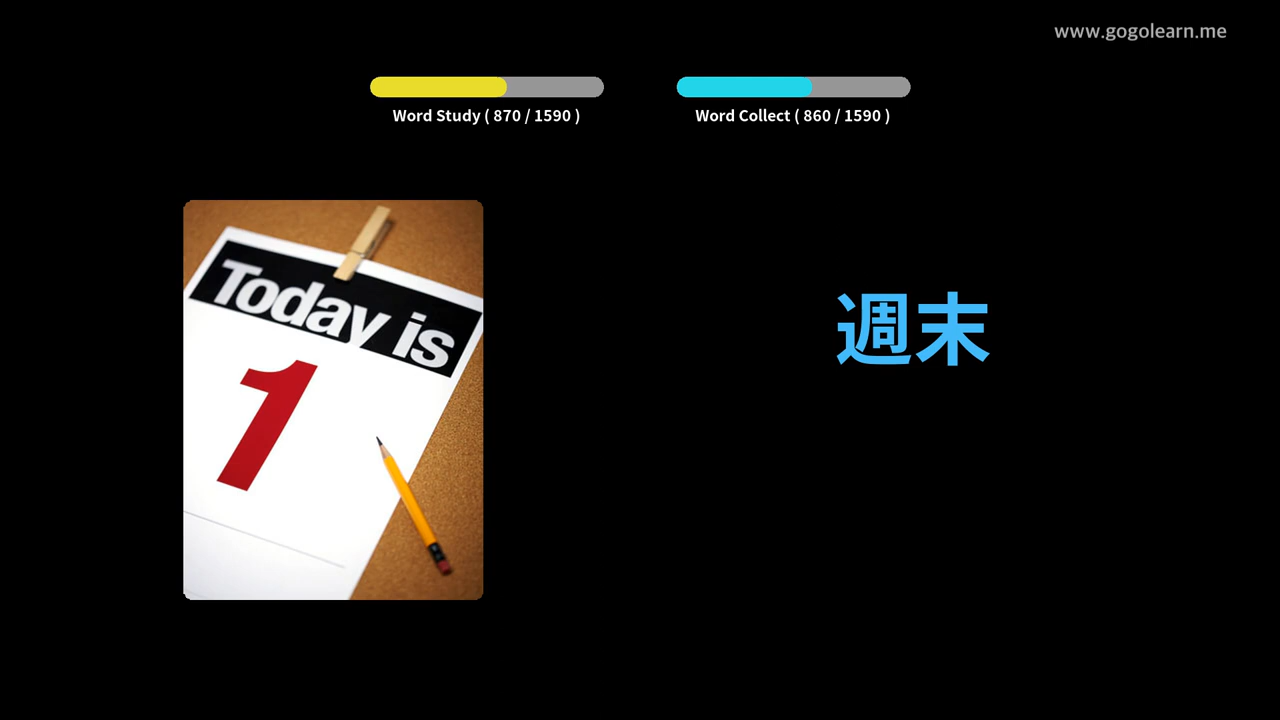 www.gogolearn.me
Word Study ( 870 / 1590 )
Word Collect ( 860 / 1590 )
Today is
1
週末